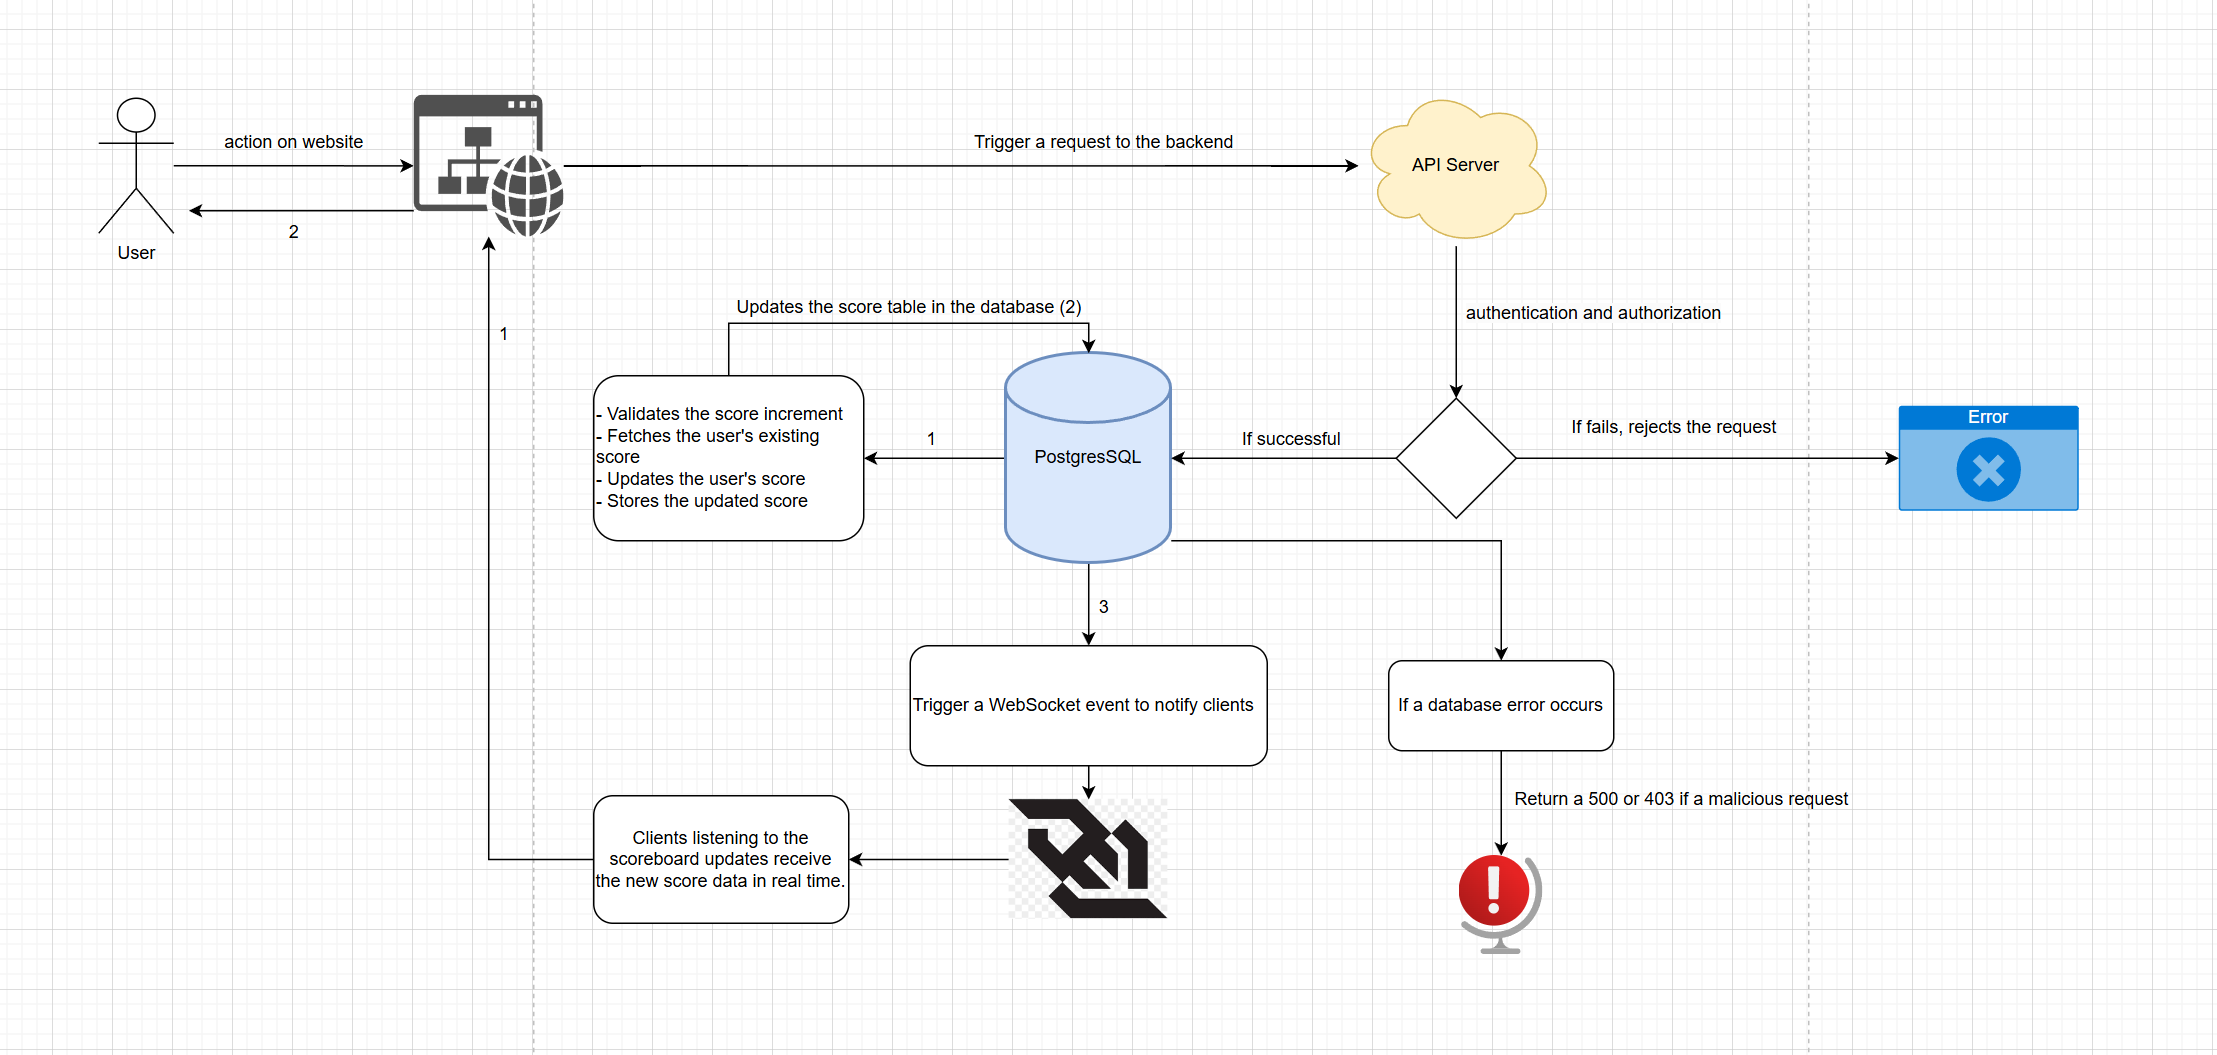 action on website
Trigger a request to the backend
API Server
2
User
Updates the score table in the database (2)
authentication and authorization
1
- Validates the score increment
- Fetches the user's existing
score
- Updates the user's score
- Stores the updated score
1
PostgresSQL
If successful
If fails, rejects the request
Error
3
Trigger a WebSocket event to notify clients
If a database error occurs
Return a 500 or 403 if a malicious request
Clients listening to the
scoreboard updates receive
the new score data in real time.